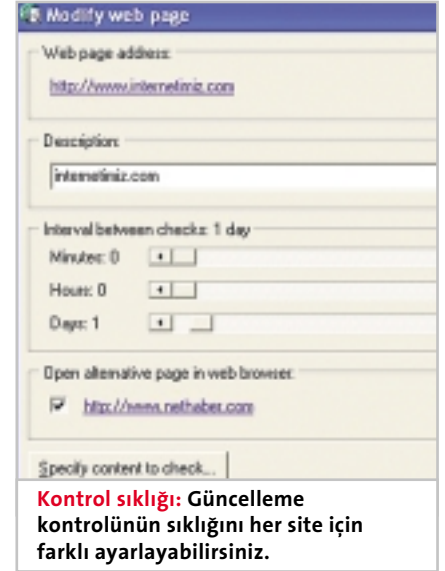 Modify web page
Web page address:
http://www.internetimiz.com
Description:
internetimiz.com
Interval between checks: 1 day
Minutes: 0
Hours: 0
Days: 1
Open alternative page in web browser:
http://www.nethaber.com
Specify content to check...
Kontrol sıklığı: Güncelleme
kontrolünün sıklığını her site için
farklı ayarlayabilirsiniz.